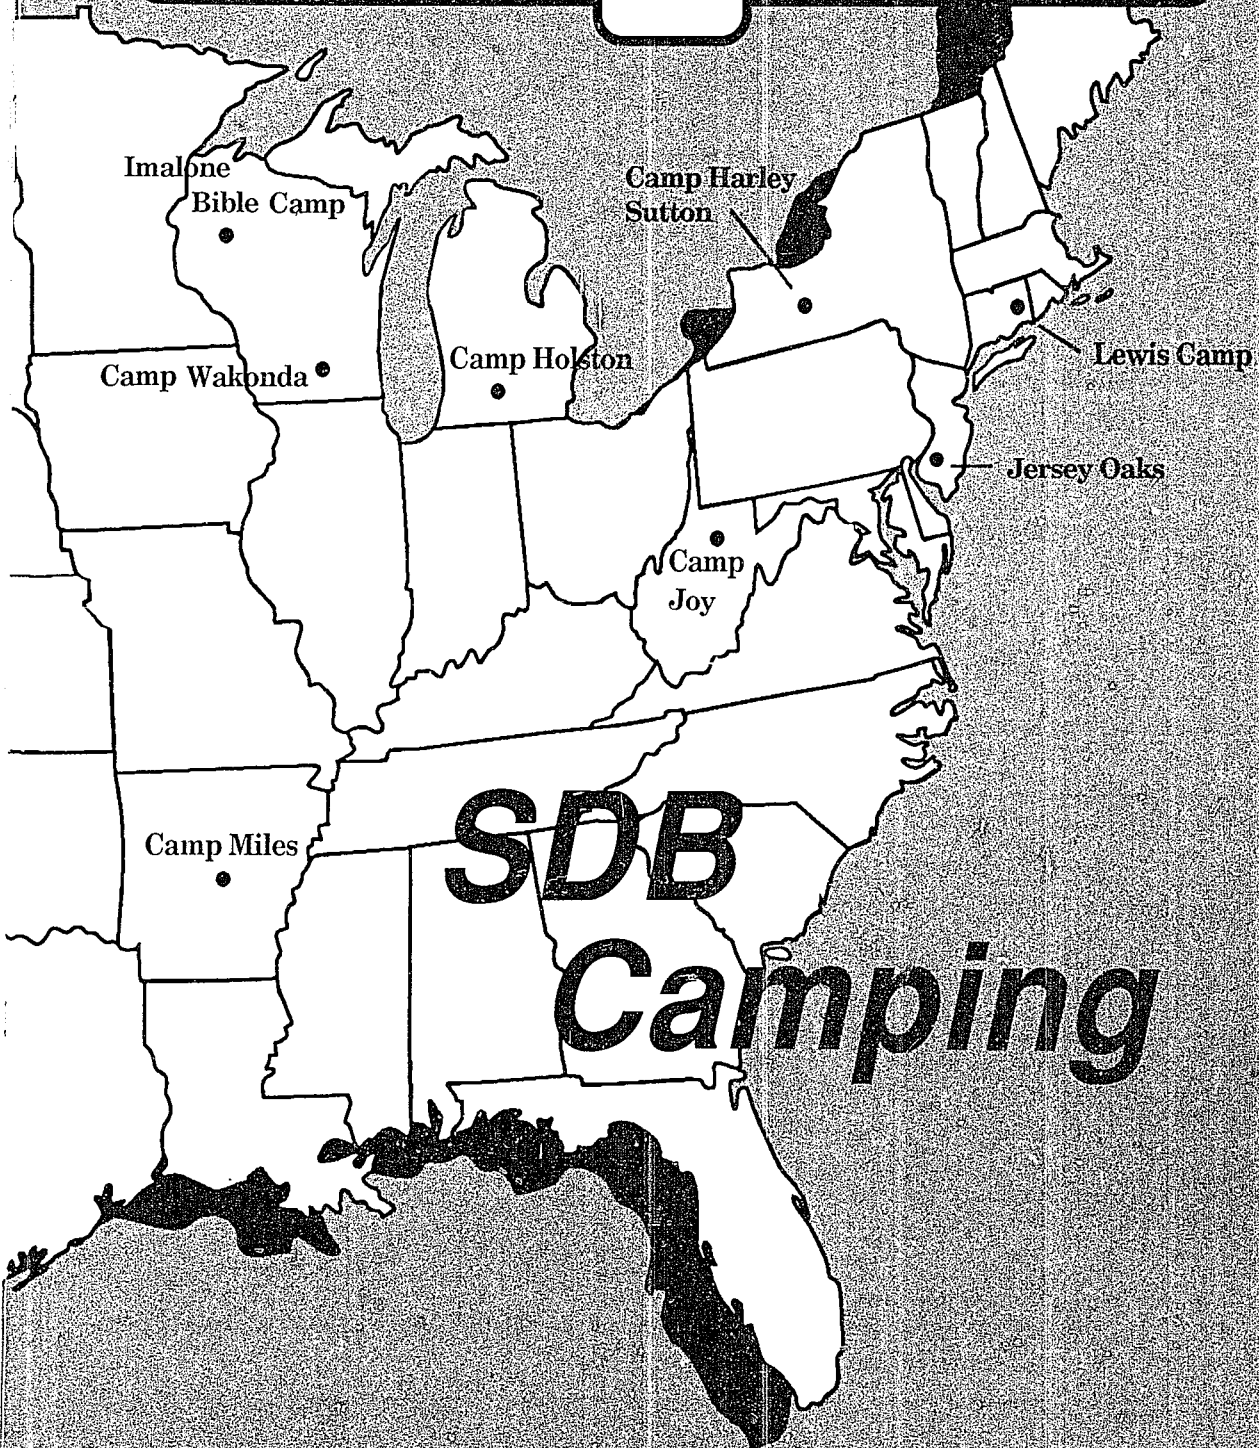 Imalone
Bible Camp
Camp Harley
Sutton
Camp Wakonda
Camp Holston
Lewis Camp
Jersey Oaks
Camp
Joy
Camp Miles
SDB
Camping